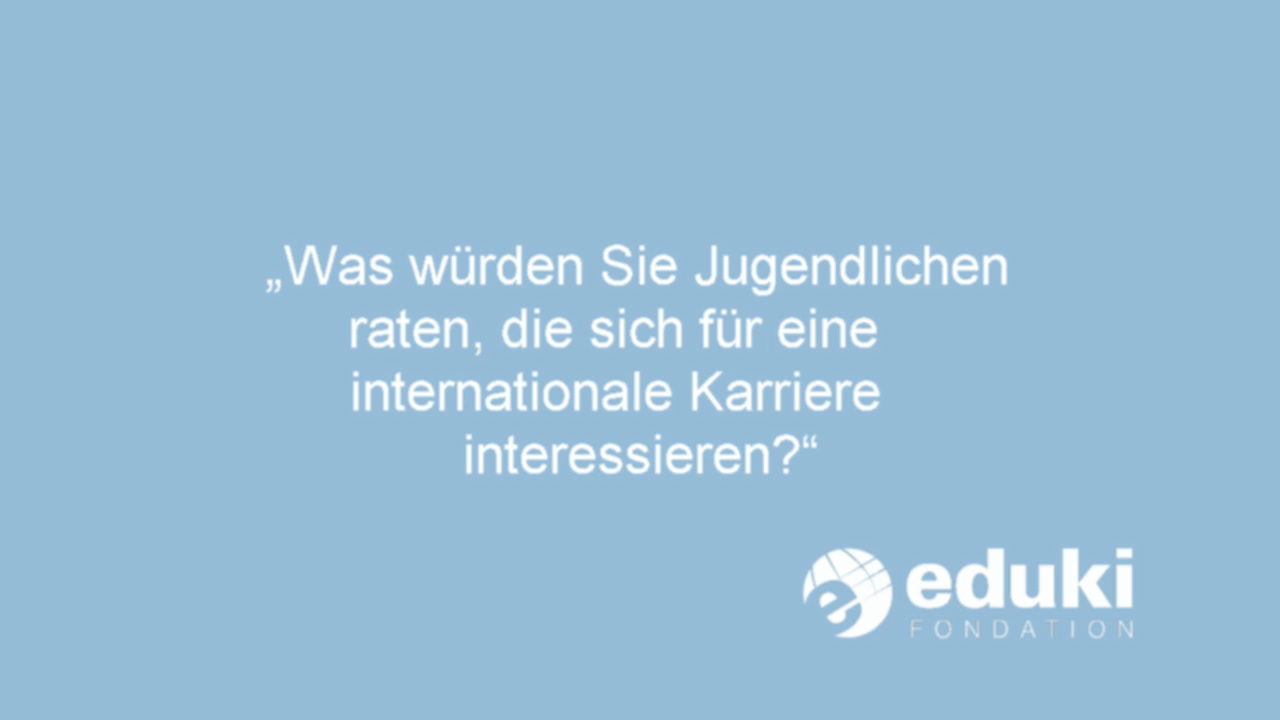 „Was würden Sie Jugendlichen
raten, die sich für eine
internationale Karriere
interessieren?“
eduki
FONDATION